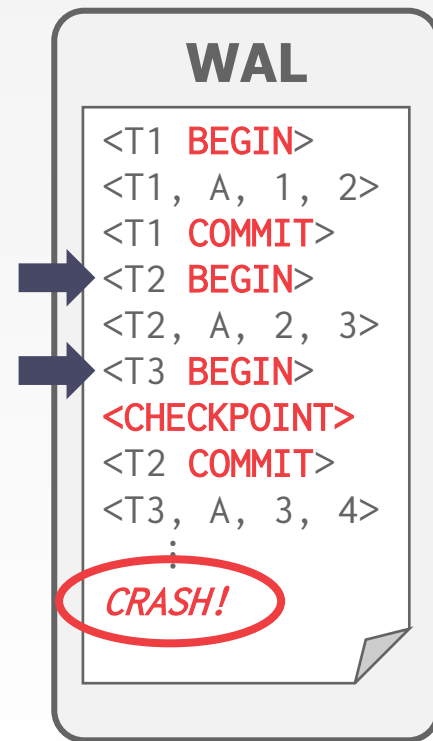 WAL
<T1 BEGIN>
<T1, A, 1, 2>
<T1 COMMIT>
<T2 BEGIN>
<T2, A, 2, 3>
<T3 BEGIN>
<CHECKPOINT>
<T2 COMMIT>
<T3, A, 3, 4>
⋮
CRASH!